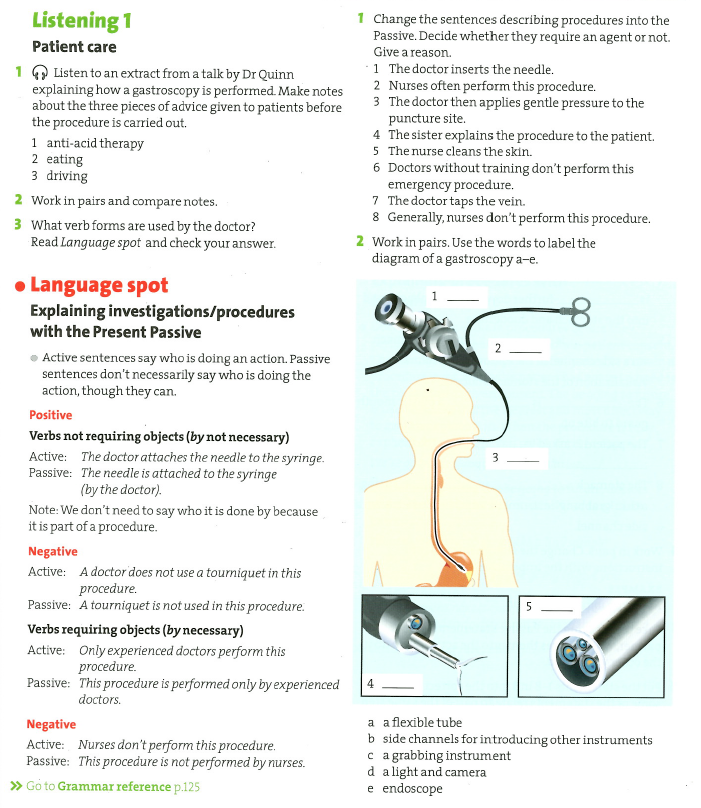 Listening 1
Patient care
1 Listen to an extract from a talk by Dr Quinn
explaining how a gastroscopy is performed. Make notes
about the three pieces of advice given to patients before
the procedure is carried out.
1 anti-acid therapy
2 eating
3 driving
2 Work in pairs and compare notes.
3 What verb forms are used by the doctor?
Read Language spot and check your answer.
Language spot
Explaining investigations/procedures
with the Present Passive
Active sentences say who is doing an action. Passive
sentences don't necessarily say who is doing the
action, though they can.
Positive
Verbs not requiring objects (by not necessary)
Active: The doctor attaches the needle to the syringe.
Passive: The needle is attached to the syringe
(by the doctor).
Note: We don't need to say who it is done by because
it is part of a procedure.
Negative
Active: A doctor does not use a tourniquet in this
procedure.
Passive: A tourniquet is not used in this procedure.
Verbs requiring objects (by necessary)
Active: Only experienced doctors perform this
procedure.
Passive: This procedure is performed only by experienced
doctors.
Negative
Active: Nurses don't perform this procedure.
Passive: This procedure is not performed by nurses.
>> Go to Grammar reference p.125
1 Change the sentences describing procedures into the
Passive. Decide whether they require an agent or not.
Give a reason.
1 The doctor inserts the needle.
2 Nurses often perform this procedure.
3 The doctor then applies gentle pressure to the
puncture site.
4 The sister explains the procedure to the patient.
5 The nurse cleans the skin.
6 Doctors without training don't perform this
emergency procedure.
7 The doctor taps the vein.
8 Generally, nurses don't perform this procedure.
2 Work in pairs. Use the words to label the
diagram of a gastroscopy a–e.
1 ____
2 ____
3 ____
4 ____
5 ____
a a flexible tube
b side channels for introducing other instruments
c a grabbing instrument
d a light and camera
e endoscope